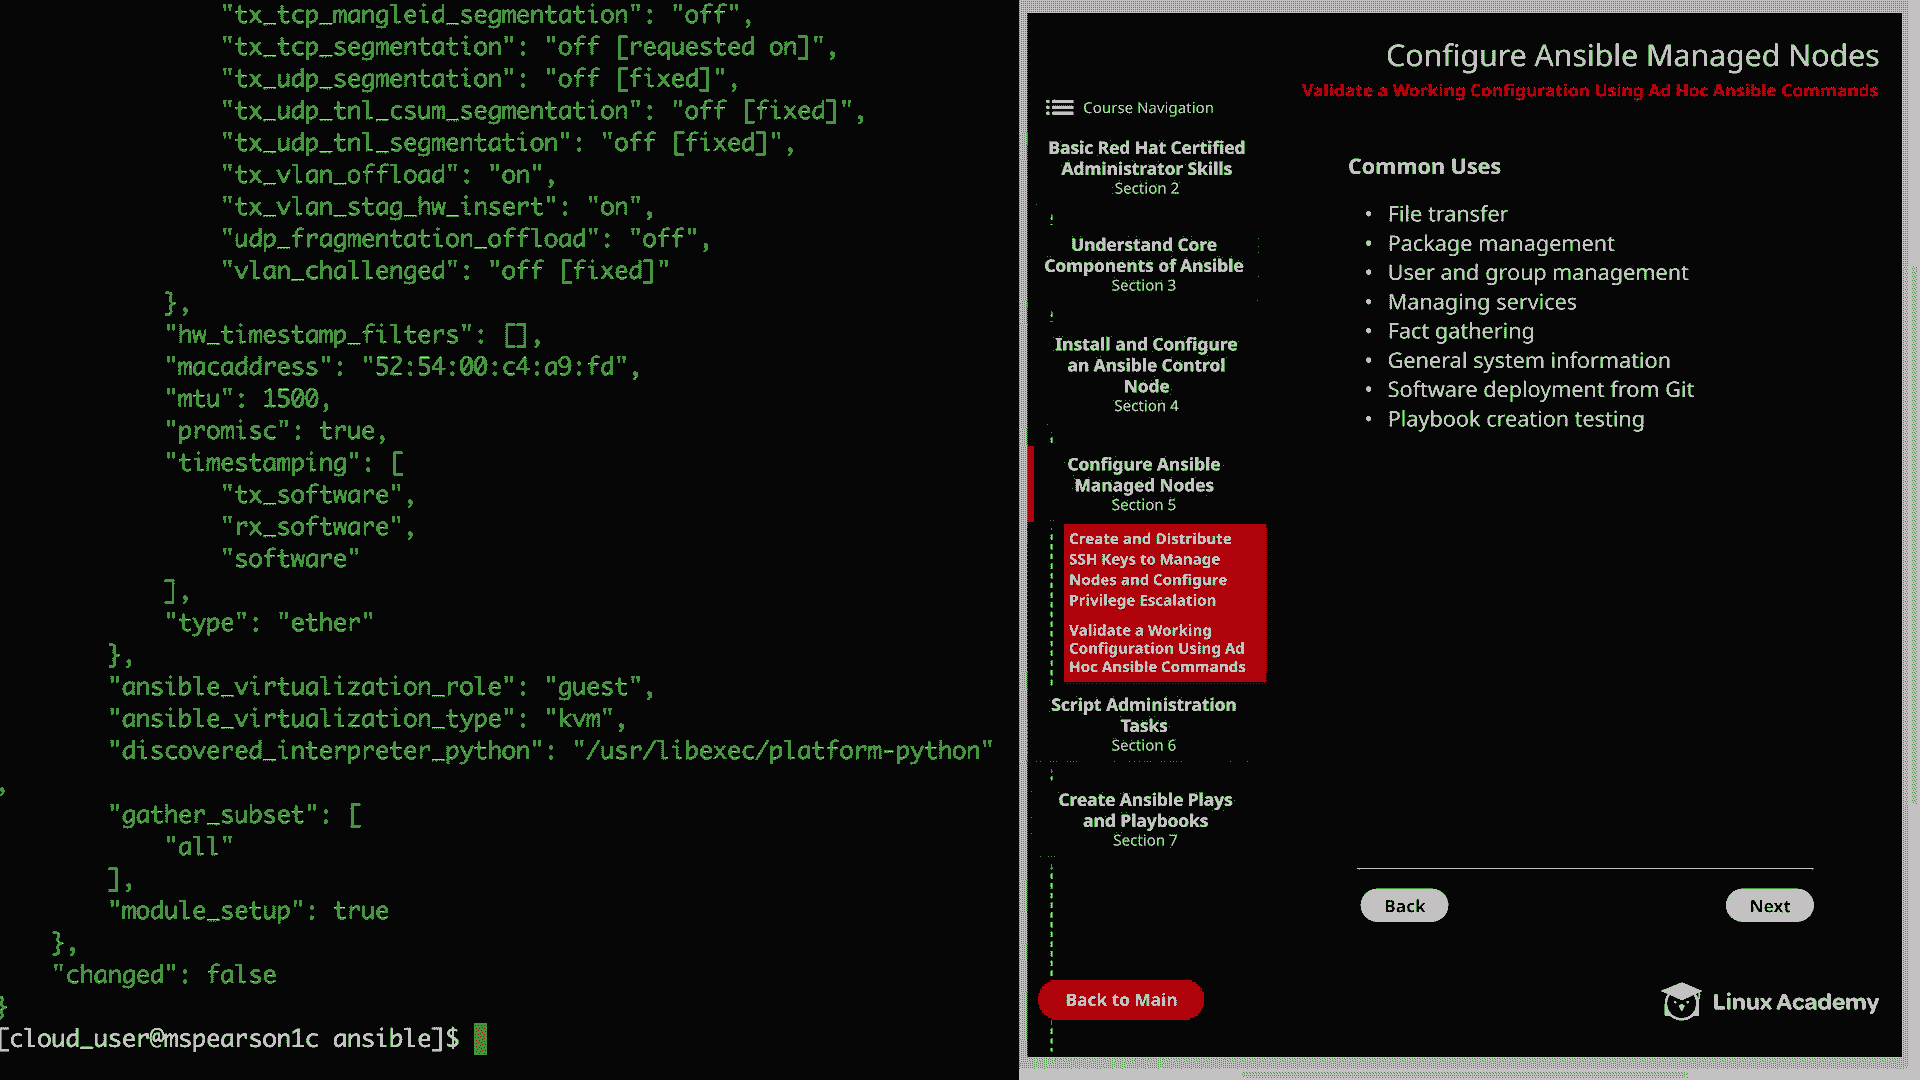 "tx_tcp_mangleid_segmentation": "off",
"tx_tcp_segmentation": "off [requested on]",
"tx_udp_segmentation": "off [fixed]",
"tx_udp_tnl_csum_segmentation": "off [fixed]",
"tx_udp_tnl_segmentation": "off [fixed]",
"tx_vlan_offload": "on",
"tx_vlan_stag_hw_insert": "on",
"udp_fragmentation_offload": "off",
"vlan_challenged": "off [fixed]"
},
"hw_timestamp_filters": [],
"macaddress": "52:54:00:c4:a9:fd",
"mtu": 1500,
"promisc": true,
"timestamping": [
"tx_software",
"rx_software",
"software"
],
"type": "ether"
},
"ansible_virtualization_role": "guest",
"ansible_virtualization_type": "kvm",
"discovered_interpreter_python": "/usr/libexec/platform-python"
,
"gather_subset": [
"all"
],
"module_setup": true
},
"changed": false
}
[cloud_user@mspearson1c ansible]$
Configure Ansible Managed Nodes
Validate a Working Configuration Using Ad Hoc Ansible Commands
Course Navigation
Basic Red Hat Certified
Administrator Skills
Section 2
Understand Core
Components of Ansible
Section 3
Install and Configure
an Ansible Control
Node
Section 4
Configure Ansible
Managed Nodes
Section 5
Create and Distribute
SSH Keys to Manage
Nodes and Configure
Privilege Escalation
Validate a Working
Configuration Using Ad
Hoc Ansible Commands
Script Administration
Tasks
Section 6
Create Ansible Plays
and Playbooks
Section 7
Back to Main
Common Uses
• File transfer
• Package management
• User and group management
• Managing services
• Fact gathering
• General system information
• Software deployment from Git
• Playbook creation testing
Back
Next
Linux Academy